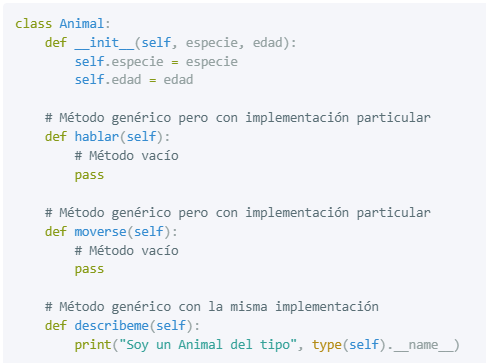 class Animal:
    def __init__(self, especie, edad):
        self.especie = especie
        self.edad = edad

    # Método genérico pero con implementación particular
    def hablar(self):
        # Método vacío
        pass

    # Método genérico pero con implementación particular
    def moverse(self):
        # Método vacío
        pass

    # Método genérico con la misma implementación
    def describeme(self):
        print("Soy un Animal del tipo", type(self).__name__)